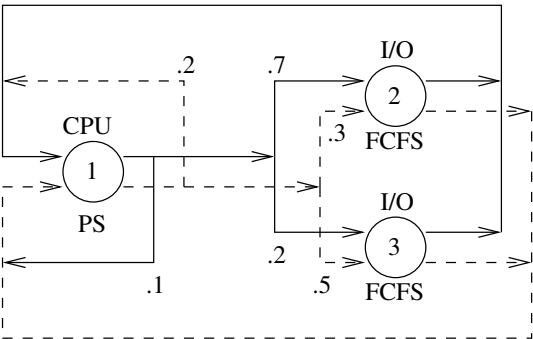 .2
.7
I/O
2
.3
FCFS
CPU
1
PS
I/O
3
.2
.5
FCFS
.1